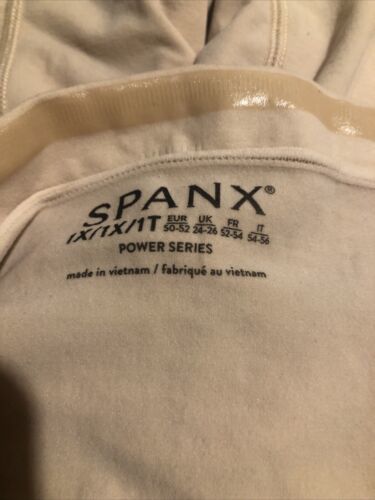 SPANX®
1X/1X/1T EUR 50-52 UK 24-26 FR 52-54 IT 54-56
POWER SERIES
made in vietnam / fabriqué au vietnam